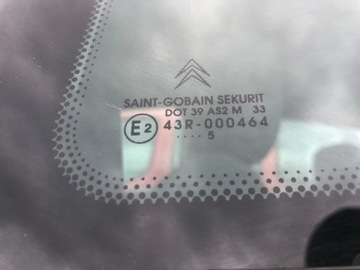 SAINT-GOBAIN SEKURIT
DOT 39 AS2 M 33
E2 43R-000464
.... 5